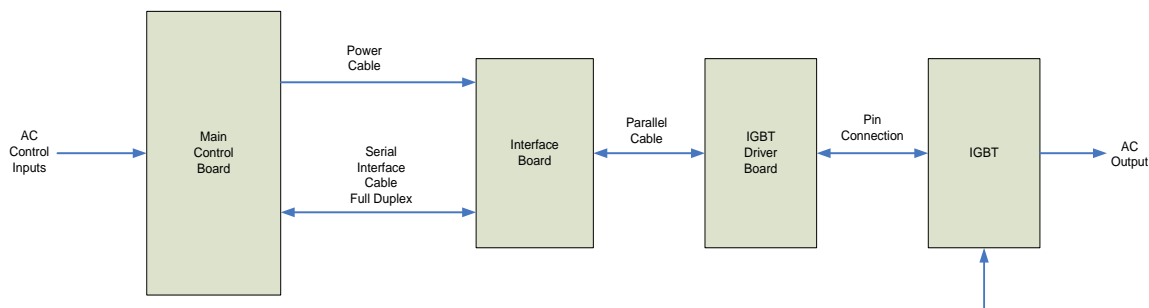 AC
Control
Inputs
Main
Control
Board
Power
Cable
Serial
Interface
Cable
Full Duplex
Interface
Board
Parallel
Cable
IGBT
Driver
Board
Pin
Connection
IGBT
AC
Output